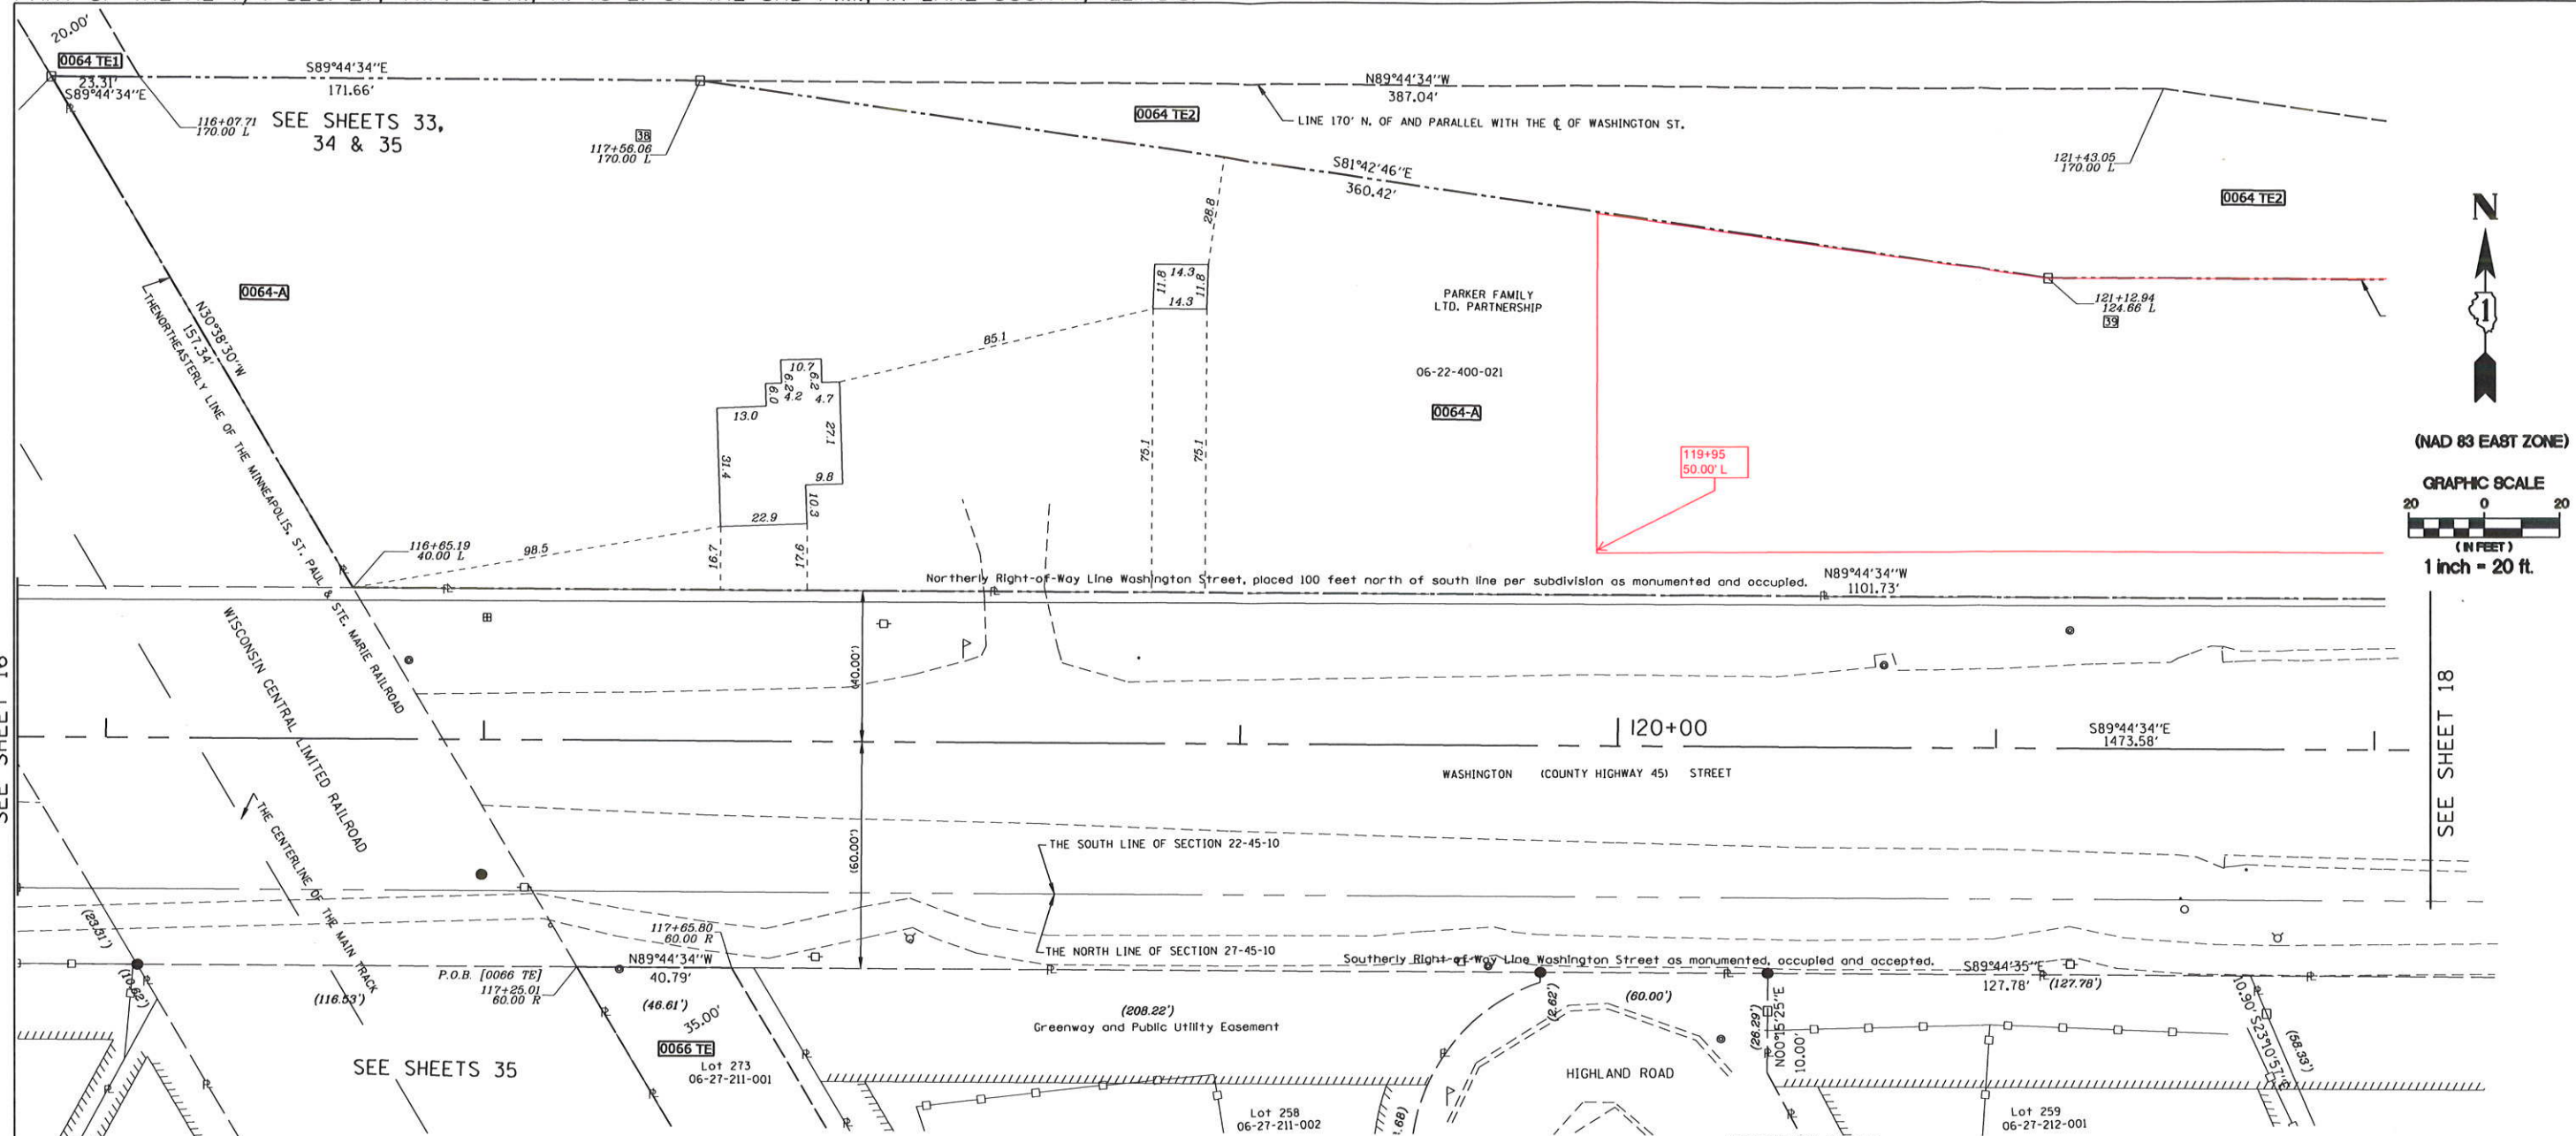 20.00'
0064 TE1
23.31'
S89°44'34"E
S89°44'34"E
171.66'
116+07.71
170.00 L
SEE SHEETS 33,
34 & 35
38
117+56.06
170.00 L
0064 TE2
N89°44'34"W
387.04'
LINE 170' N. OF AND PARALLEL WITH THE ℄ OF WASHINGTON ST.
S81°42'46"E
360.42'
121+43.05
170.00 L
0064 TE2
N
1
(NAD 83 EAST ZONE)
GRAPHIC SCALE
20 0 20
( IN FEET )
1 inch = 20 ft.
0064-A
N30°38'30"W
157.34'
THENORTHEASTERLY LINE OF THE MINNEAPOLIS, ST. PAUL & STE. MARIE RAILROAD
28.8
11.8
14.3
11.8
14.3
85.1
75.1
75.1
PARKER FAMILY
LTD. PARTNERSHIP
06-22-400-021
0064-A
121+12.94
124.66 L
39
119+95
50.00' L
10.7
6.2
6.2
6.0
4.2
4.7
13.0
27.1
31.4
9.8
10.3
22.9
16.7
17.6
98.5
116+65.19
40.00 L
Northerly Right-of-Way Line Washington Street, placed 100 feet north of south line per subdivision as monumented and occupied.
N89°44'34"W
1101.73'
WISCONSIN CENTRAL LIMITED RAILROAD
THE CENTERLINE OF THE MAIN TRACK
(40.00')
(60.00')
120+00
S89°44'34"E
1473.58'
WASHINGTON (COUNTY HIGHWAY 45) STREET
SEE SHEET 18
THE SOUTH LINE OF SECTION 22-45-10
THE NORTH LINE OF SECTION 27-45-10
(23.31')
(116.53')
P.O.B. [0066 TE]
117+25.01
60.00 R
117+65.80
60.00 R
N89°44'34"W
40.79'
(46.61')
35.00'
0066 TE
Lot 273
06-27-211-001
SEE SHEETS 35
(208.22')
Greenway and Public Utility Easement
Southerly Right-of-Way Line Washington Street as monumented, occupied and accepted.
S89°44'35"E
127.78' (127.78')
(2.62')
(60.00')
(26.29')
N00°15'25"E
10.00'
10.90' S23°10'57"E
(58.33')
HIGHLAND ROAD
Lot 258
06-27-211-002
Lot 259
06-27-212-001